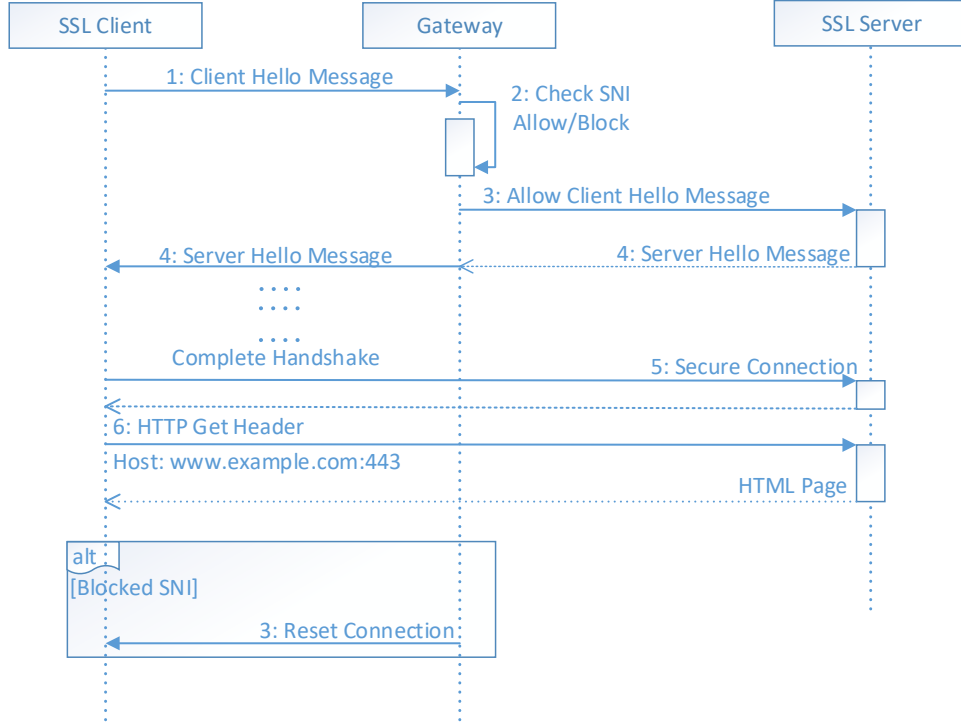 SSL Client
Gateway
SSL Server
1: Client Hello Message
2: Check SNI
Allow/Block
3: Allow Client Hello Message
4: Server Hello Message
4: Server Hello Message
. . . .
. . . .
. . . .
Complete Handshake
5: Secure Connection
6: HTTP Get Header
Host: www.example.com:443
HTML Page
alt
[Blocked SNI]
3: Reset Connection